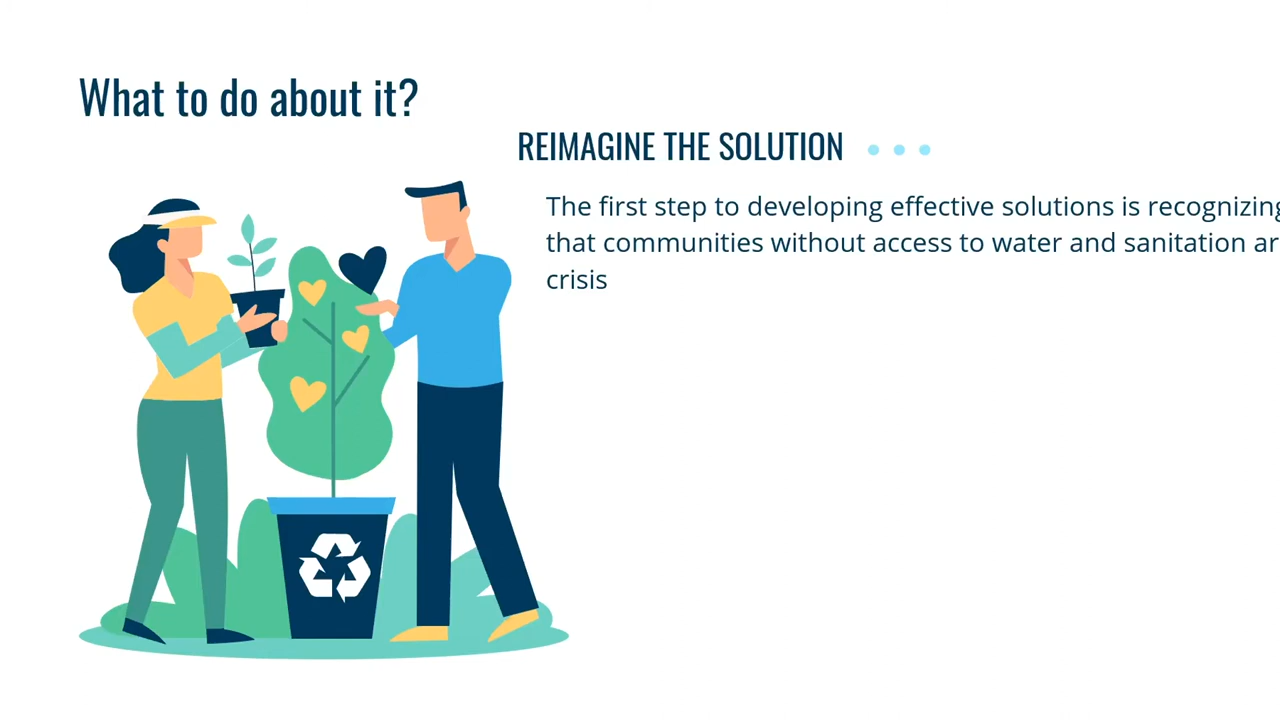 What to do about it?
REIMAGINE THE SOLUTION
The first step to developing effective solutions is recognizing
that communities without access to water and sanitation
crisis